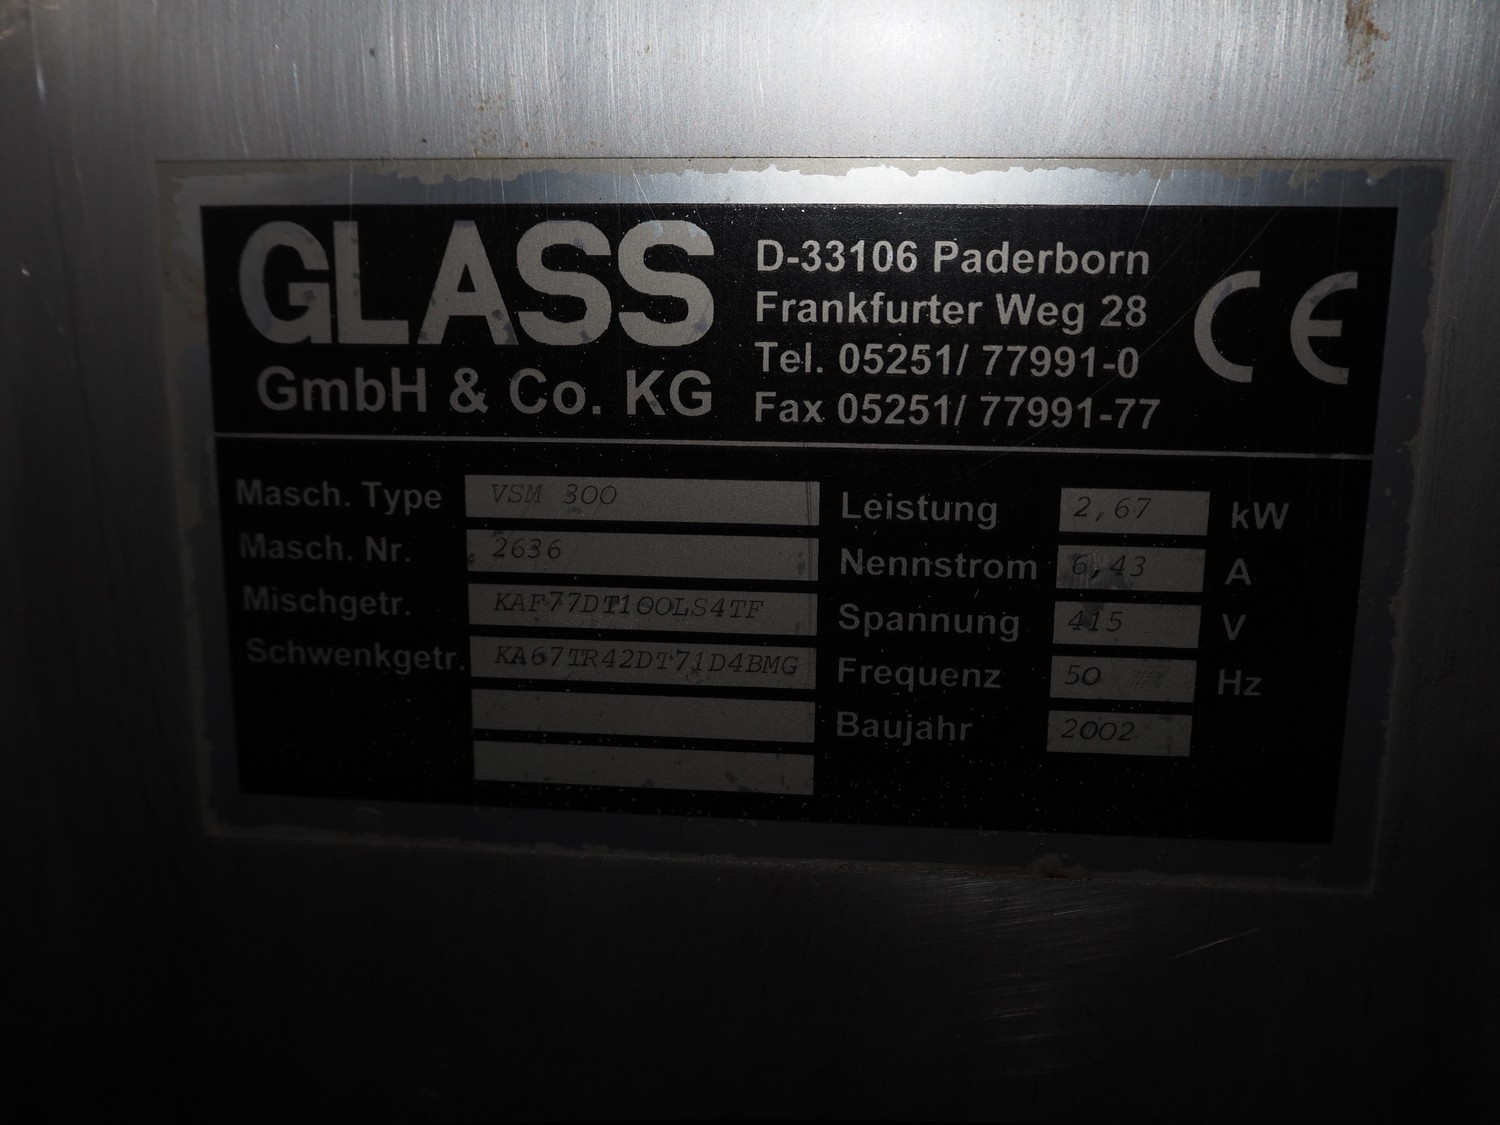 GLASS
GmbH & Co. KG
D-33106 Paderborn
Frankfurter Weg 28
Tel. 05251/ 77991-0
Fax 05251/ 77991-77
CE
Masch. Type VSM 300
Masch. Nr. 2636
Mischgetr. KAF77DT100LS4TF
Schwenkgetr. KA67TR42DT71D4BMG
Leistung 2,67 kW
Nennstrom 6,43 A
Spannung 415 V
Frequenz 50 Hz
Baujahr 2002